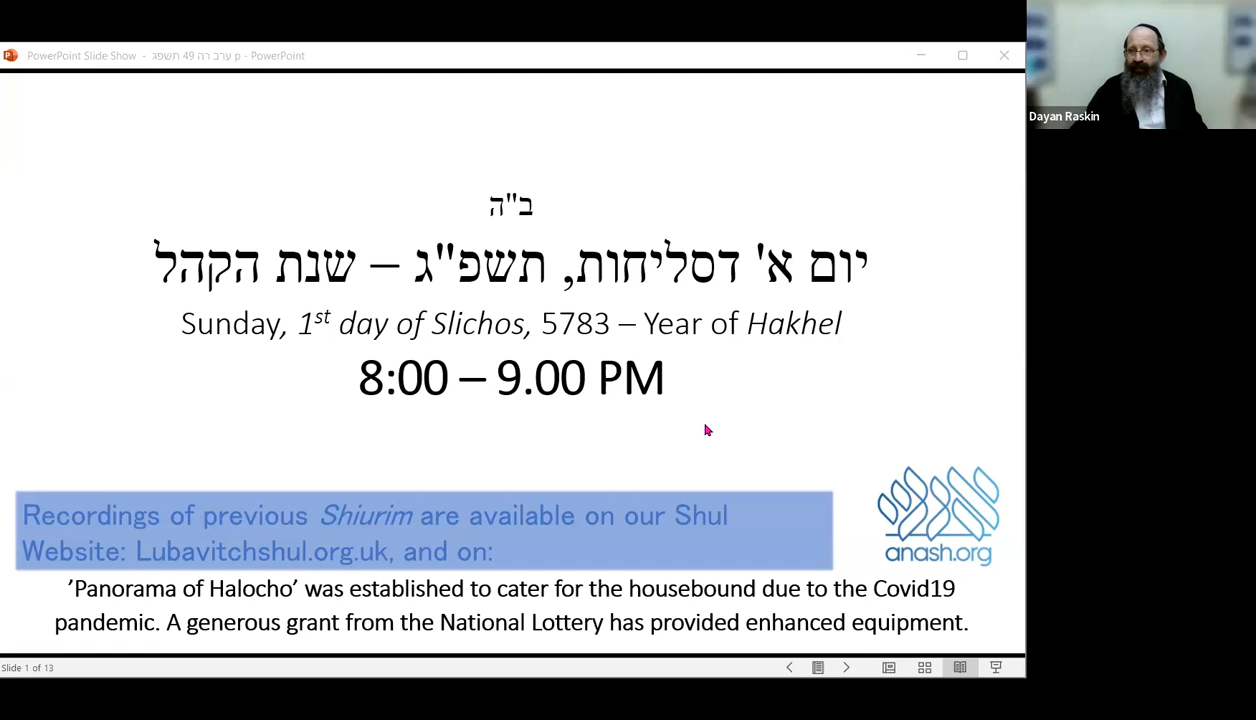 PowerPoint Slide Show - ערב רה 49 תשפג p - PowerPoint
Dayan Raskin
ב"ה
יום א' דסליחות, תשפ"ג – שנת הקהל
Sunday, 1st day of Slichos, 5783 – Year of Hakhel
8:00 – 9.00 PM
Recordings of previous Shiurim are available on our Shul
Website: Lubavitchshul.org.uk, and on:
אנש
anash.org
’Panorama of Halocho’ was established to cater for the housebound due to the Covid19
pandemic. A generous grant from the National Lottery has provided enhanced equipment.
Slide 1 of 13